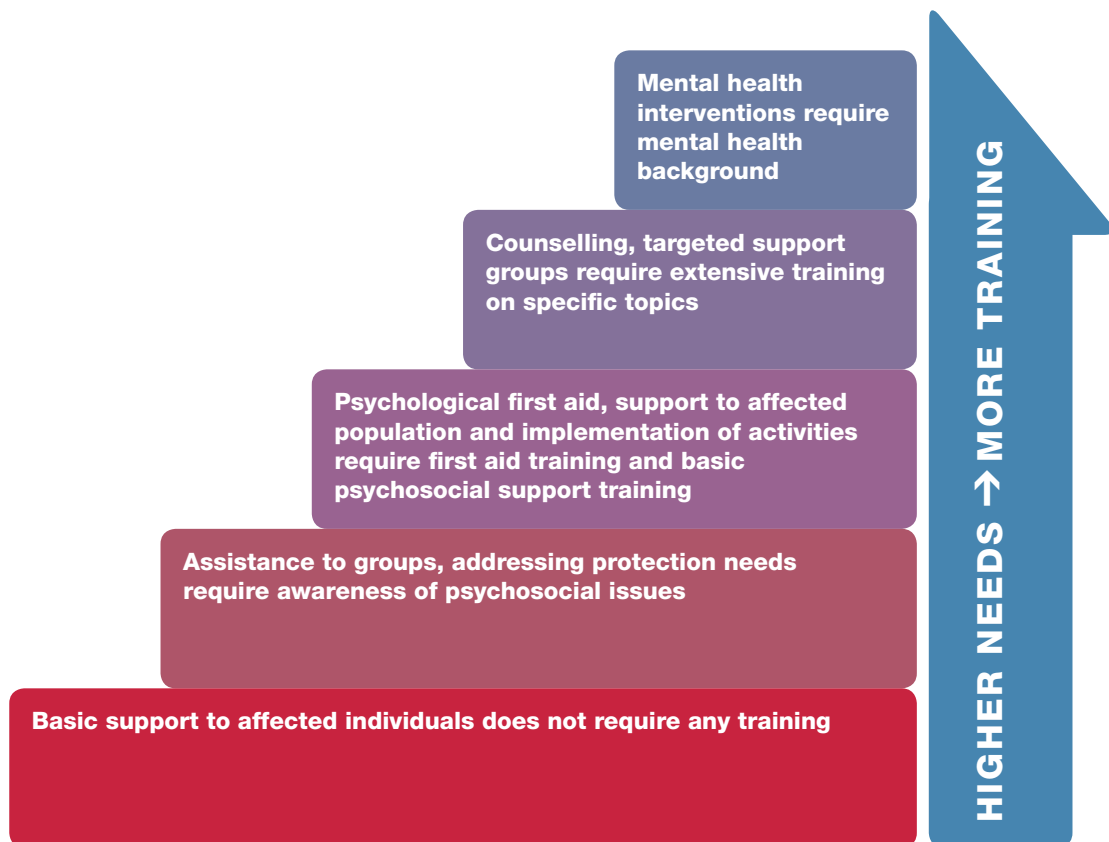 Mental health
interventions require
mental health
background
Counselling, targeted support
groups require extensive training
on specific topics
Psychological first aid, support to affected
population and implementation of activities
require first aid training and basic
psychosocial support training
Assistance to groups, addressing protection needs
require awareness of psychosocial issues
Basic support to affected individuals does not require any training
HIGHER NEEDS → MORE TRAINING